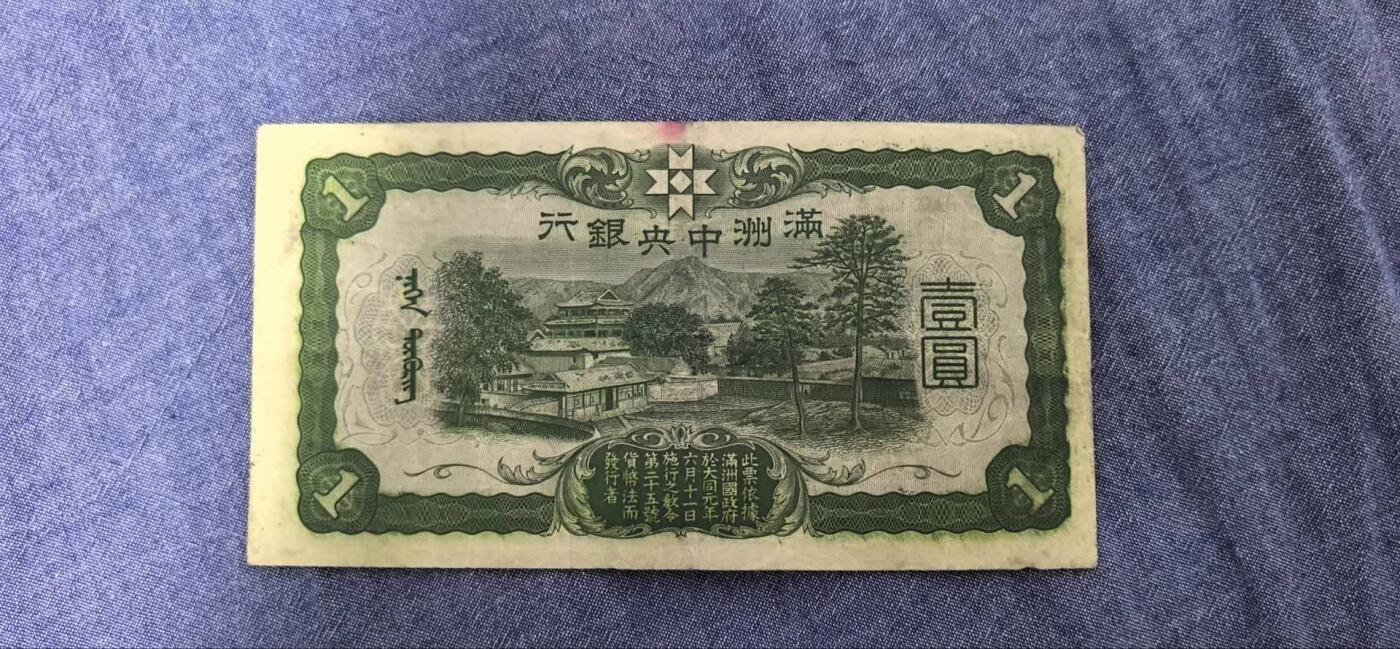 滿洲中央銀行
壹圓
此票依據
滿洲國政府
於大同元年
六月十一日
施行之敎令
第二十五號
貨幣法而
發行者
1
1
1
1